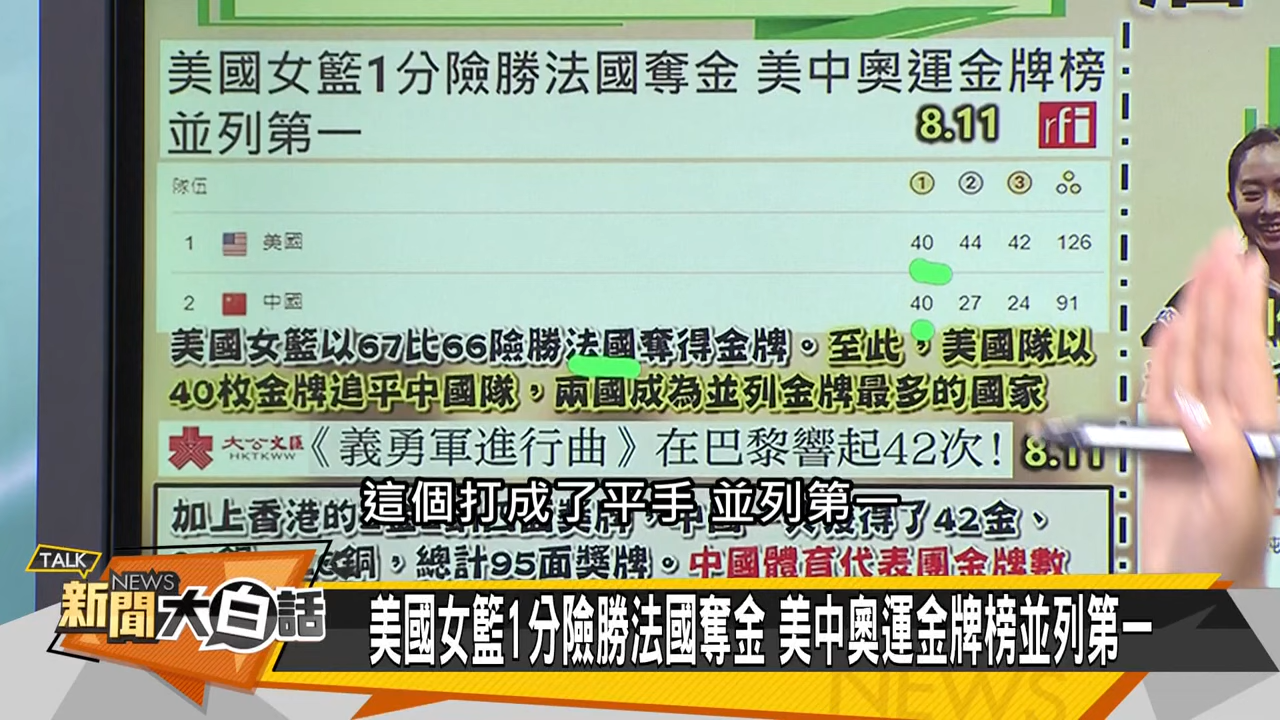 美國女籃1分險勝法國奪金 美中奧運金牌榜
並列第一
8.11
rfi
隊伍 1 2 3
1 美國 40 44 42 126
2 中國 40 27 24 91
美國女籃以67比66險勝法國奪得金牌。至此,美國隊以
40枚金牌追平中國隊,兩國成為並列金牌最多的國家
大公文匯
HKTKWW
《義勇軍進行曲》在巴黎響起42次!
8.11
這個打成了平手 並列第一
加上香港的
得了42金、
銅,總計95面獎牌。中國體育代表團金牌數
TALK
NEWS
新聞大白話
美國女籃1分險勝法國奪金 美中奧運金牌榜並列第一
NEWS